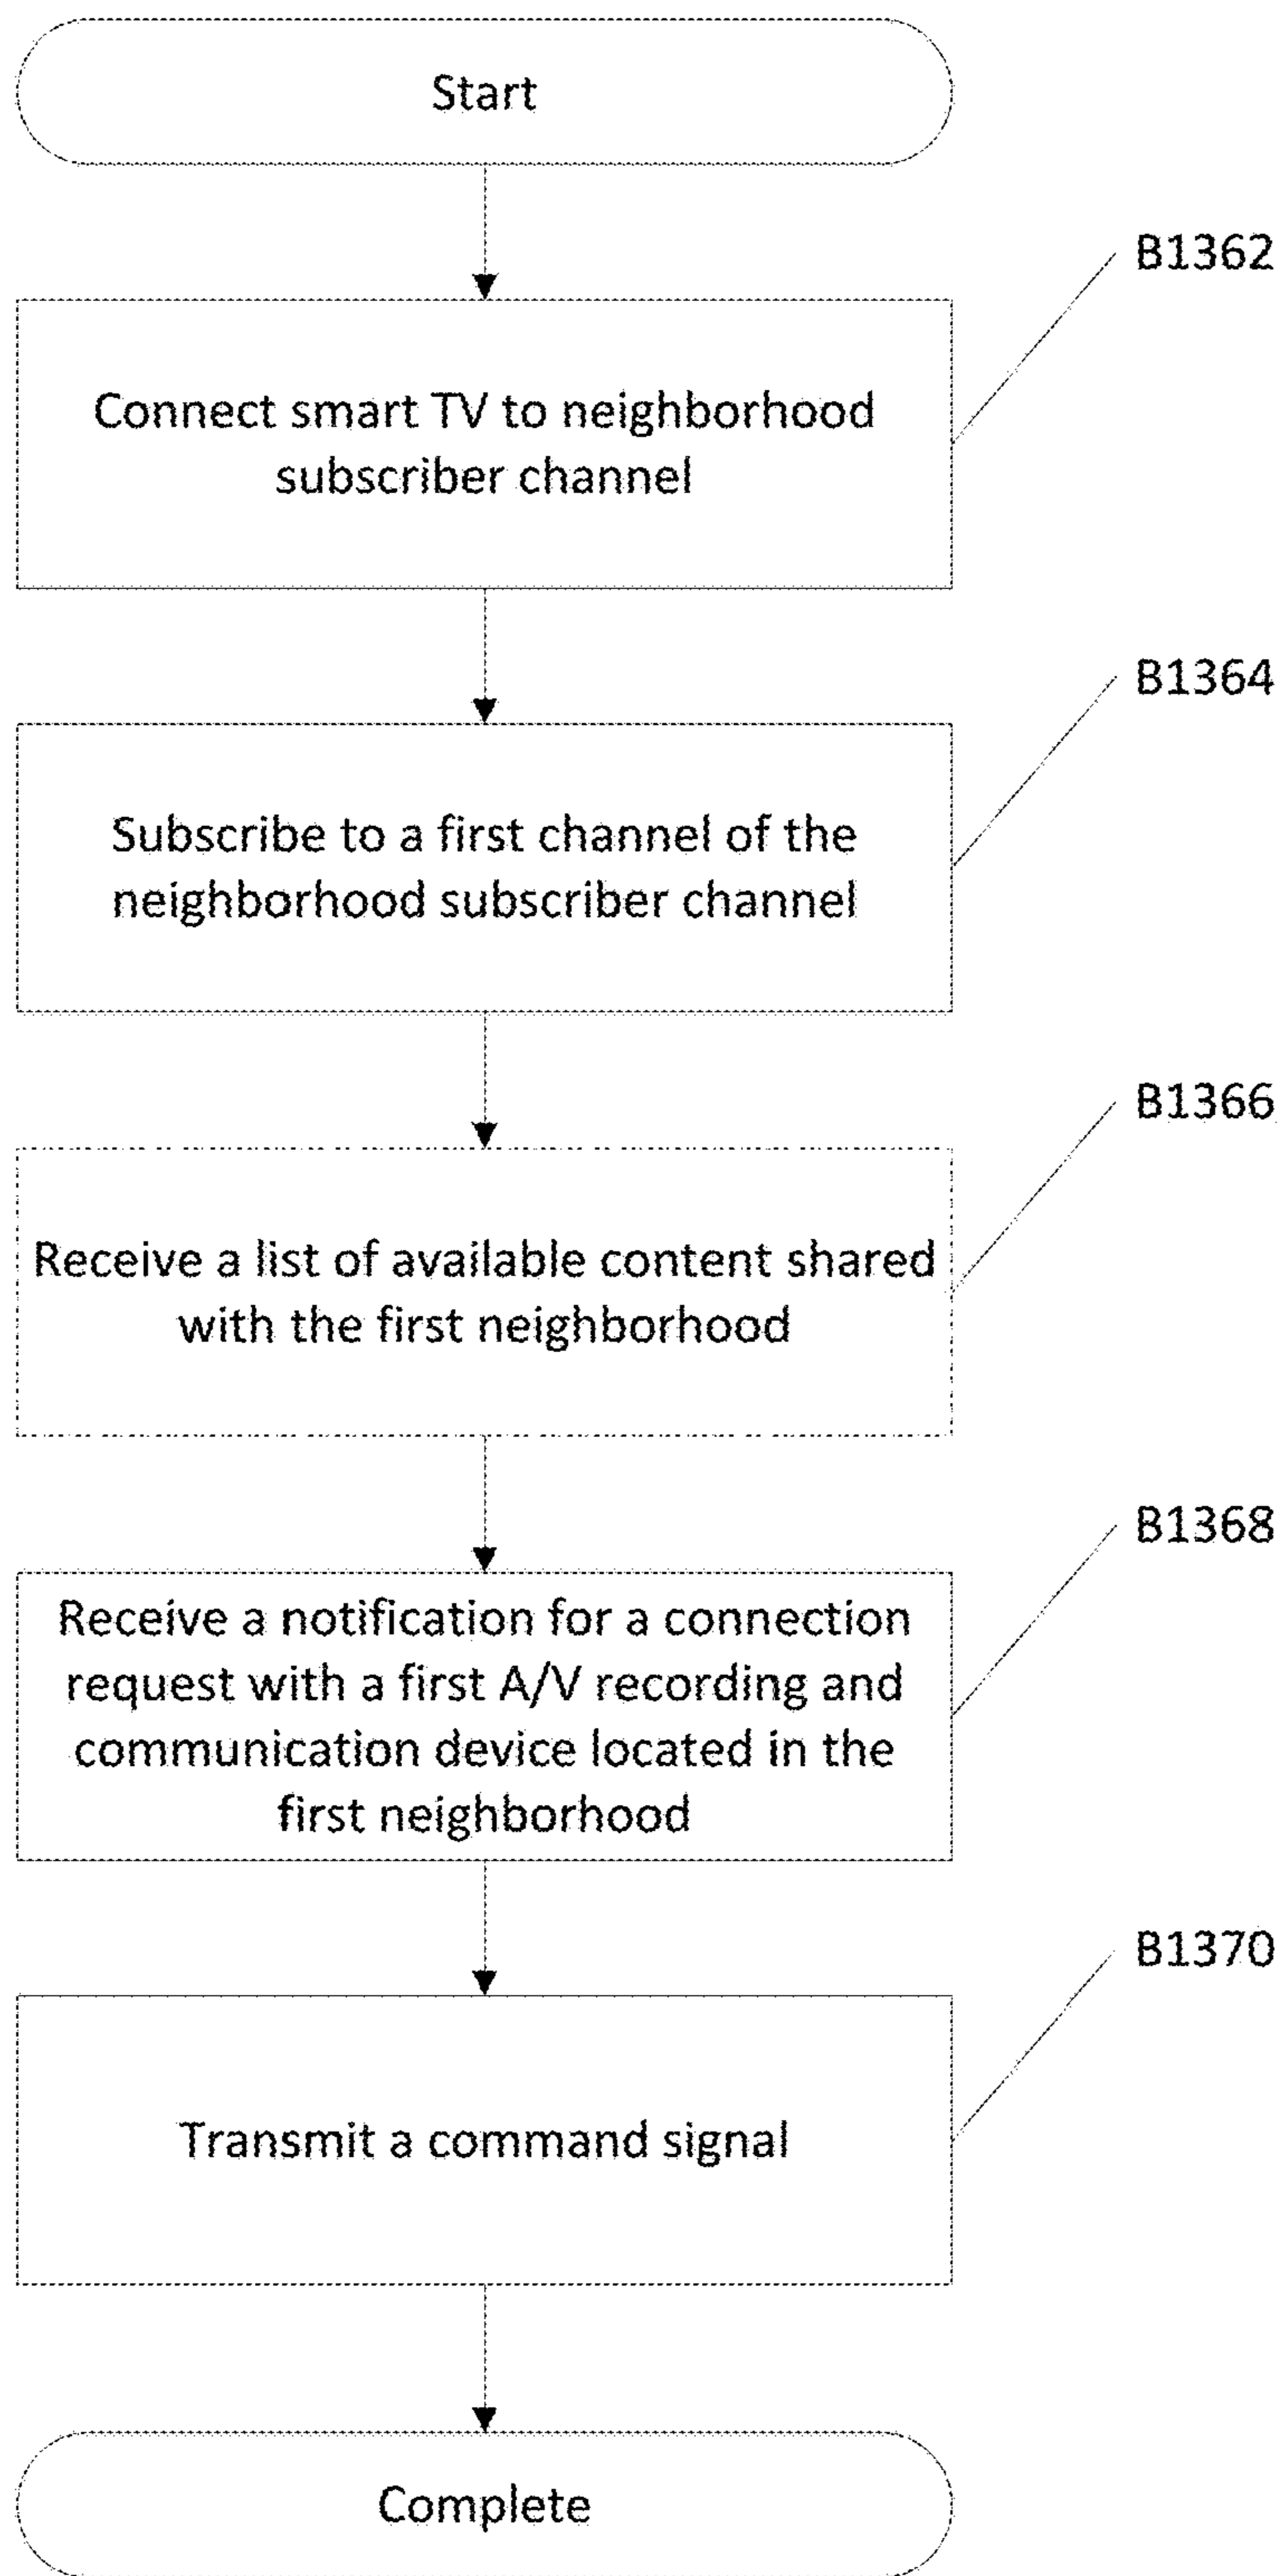 Start
B1362
Connect smart TV to neighborhood
subscriber channel
B1364
Subscribe to a first channel of the
neighborhood subscriber channel
B1366
Receive a list of available content shared
with the first neighborhood
B1368
Receive a notification for a connection
request with a first A/V recording and
communication device located in the
first neighborhood
B1370
Transmit a command signal
Complete